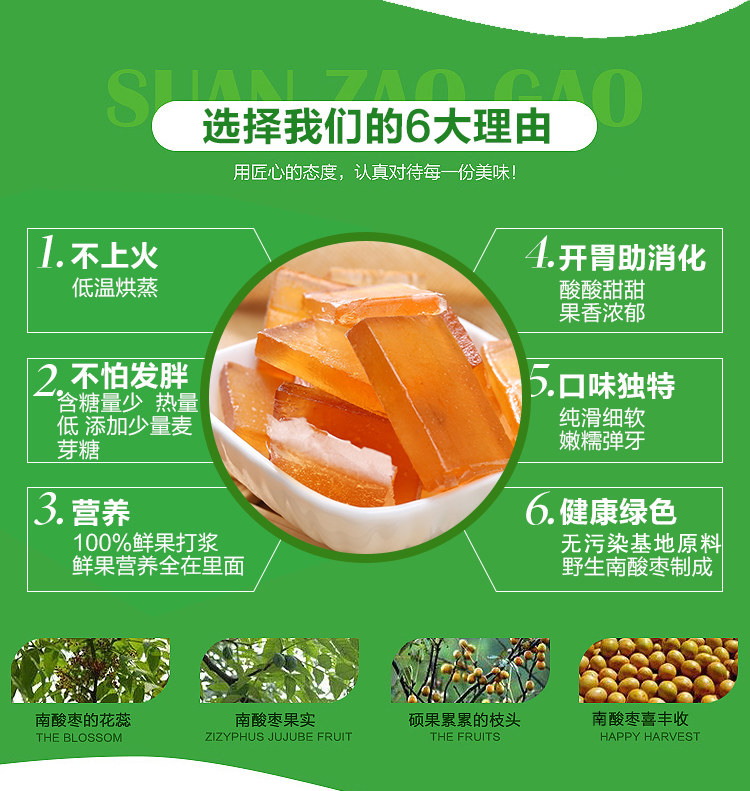 SUAN ZAO GAO
选择我们的6大理由
用匠心的态度，认真对待每一份美味！
1. 不上火
低温烘蒸
2. 不怕发胖
含糖量少 热量
低 添加少量麦
芽糖
3. 营养
100%鲜果打浆
鲜果营养全在里面
4. 开胃助消化
酸酸甜甜
果香浓郁
5. 口味独特
纯滑细软
嫩糯弹牙
6. 健康绿色
无污染基地原料
野生南酸枣制成
南酸枣的花蕊
THE BLOSSOM
南酸枣果实
ZIZYPHUS JUJUBE FRUIT
硕果累累的枝头
THE FRUITS
南酸枣喜丰收
HAPPY HARVEST